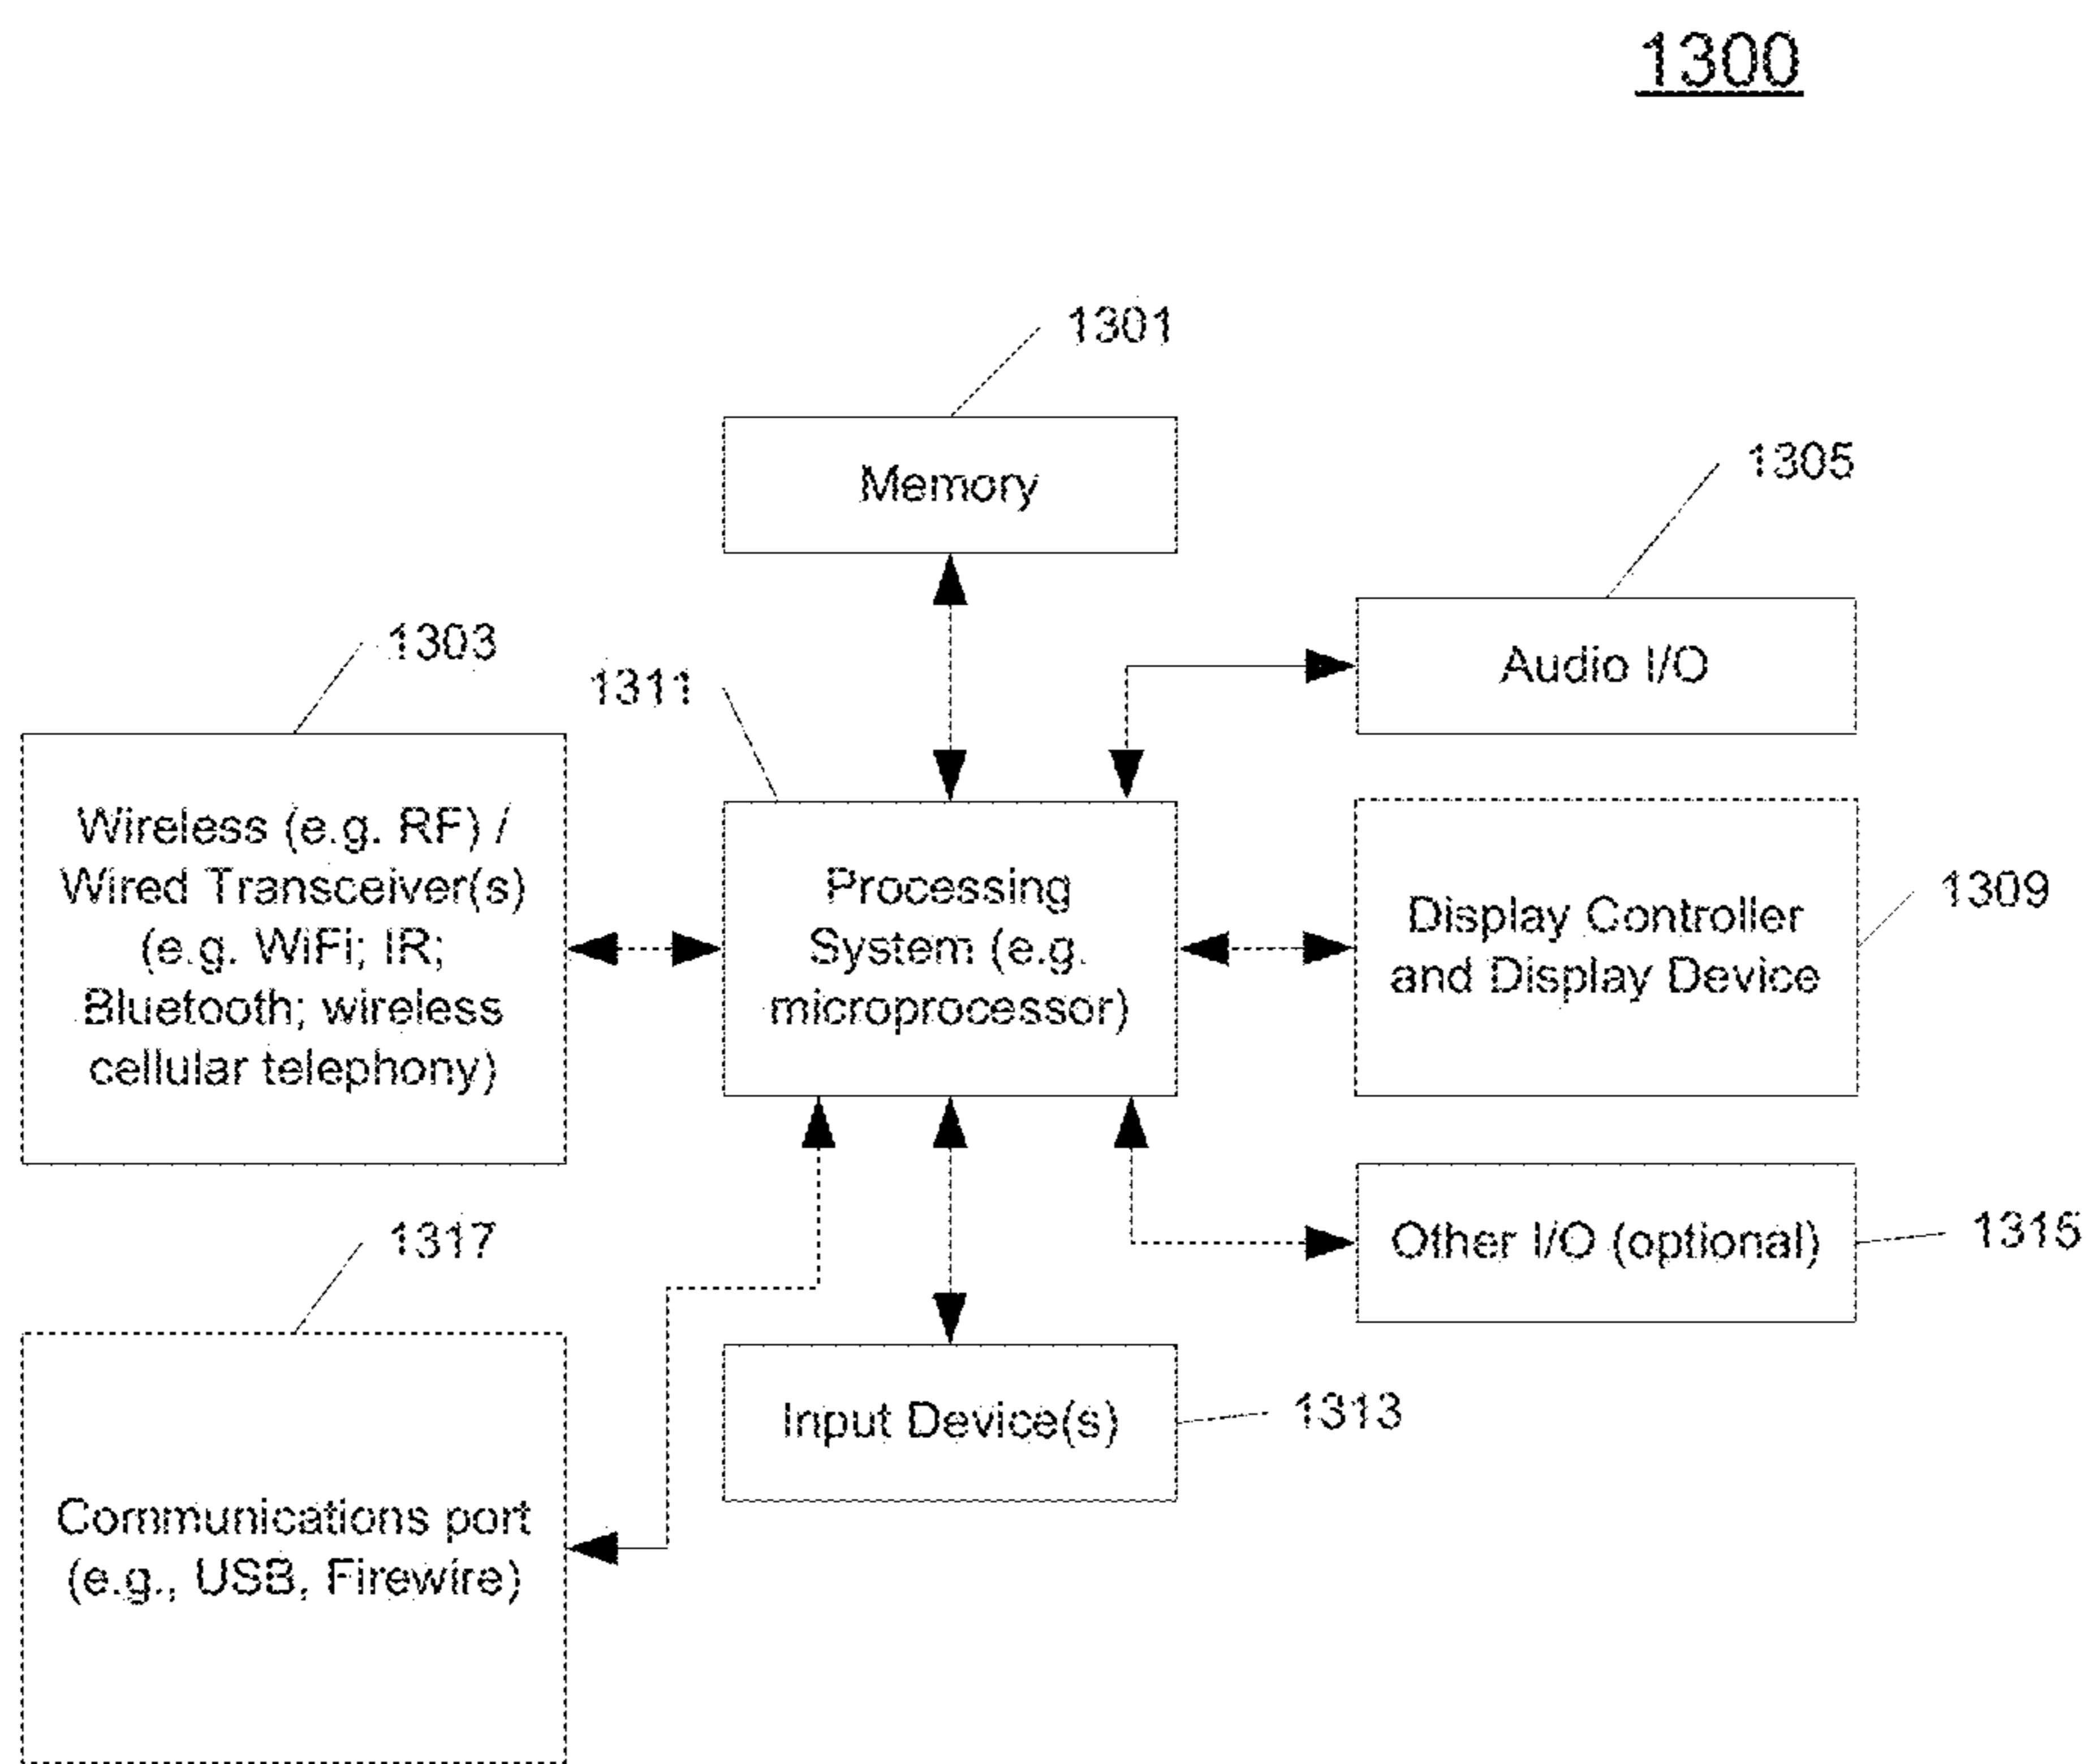 1300
1301
Memory
1305
Audio I/O
1303
1311
Wireless (e.g. RF) /
Wired Transceiver(s)
(e.g. WiFi; IR;
Bluetooth; wireless
cellular telephony)
Processing
System (e.g.
microprocessor)
Display Controller
and Display Device
1309
1317
Other I/O (optional)
1315
Input Device(s)
1313
Communications port
(e.g., USB, Firewire)